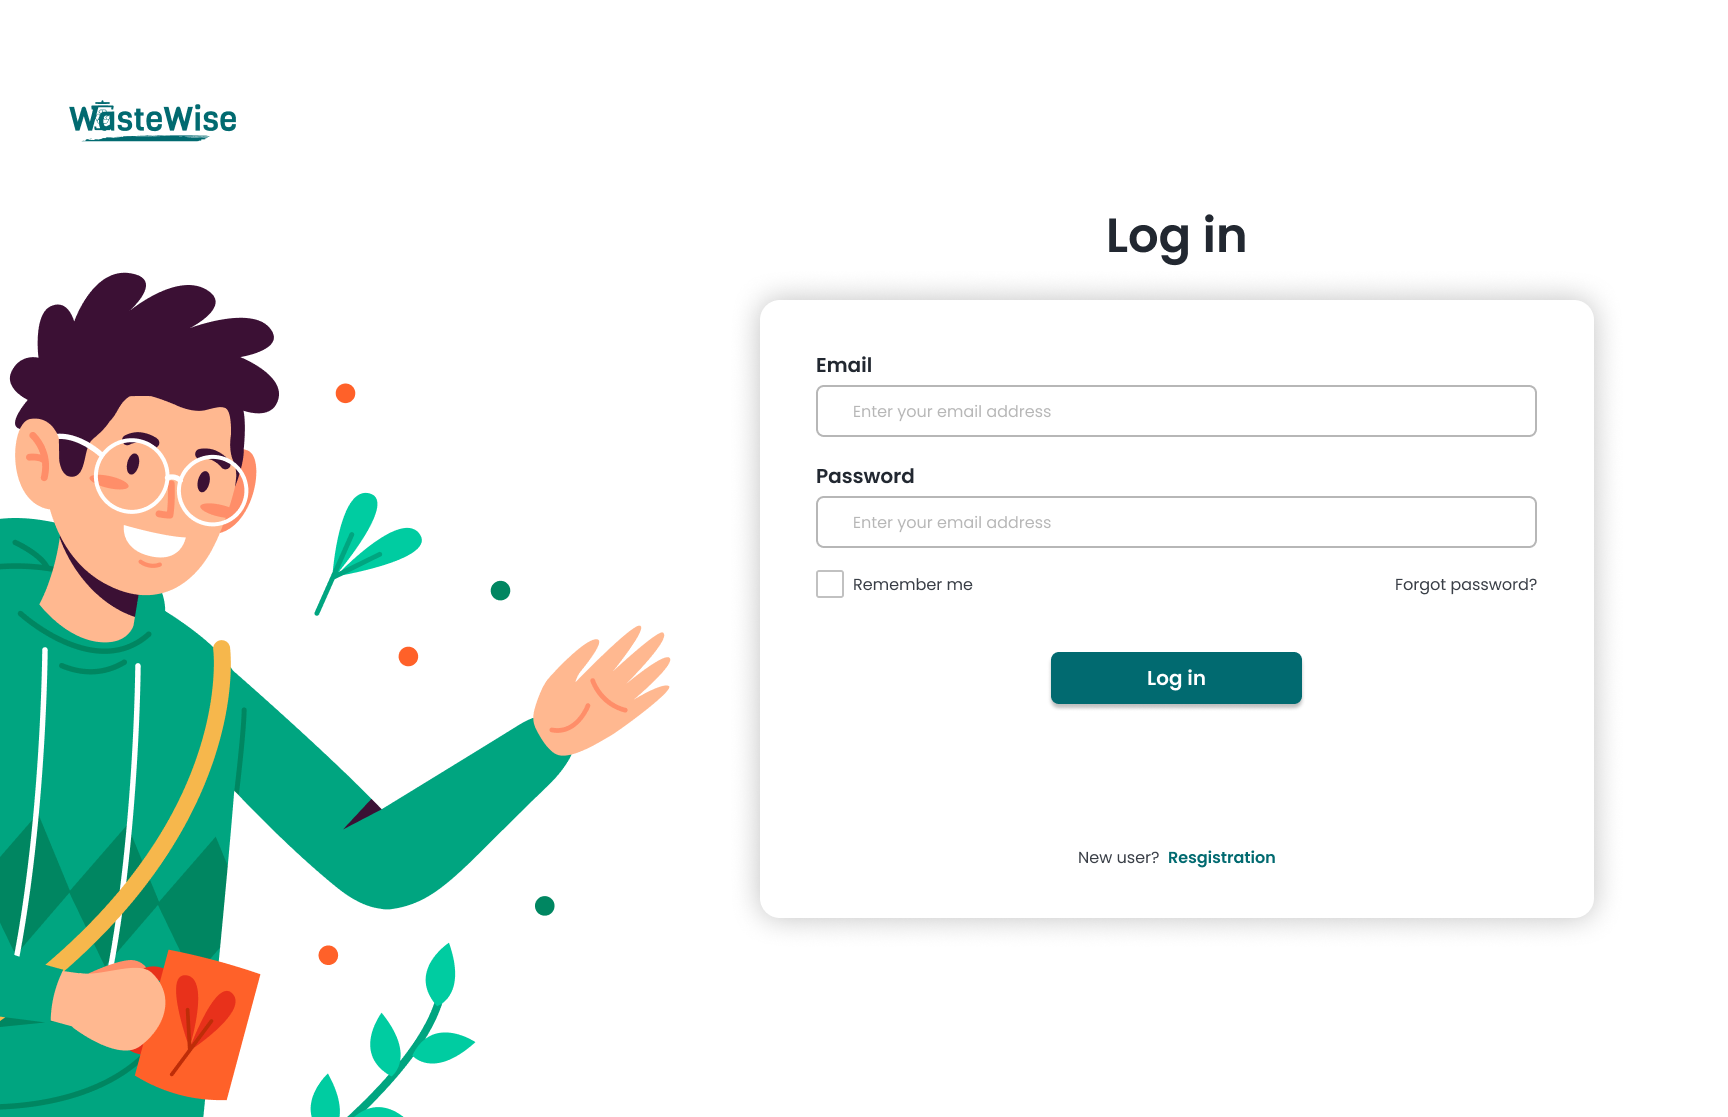 WasteWise
Log in
Email
Enter your email address
Password
Enter your email address
Remember me
Forgot password?
Log in
New user? Resgistration